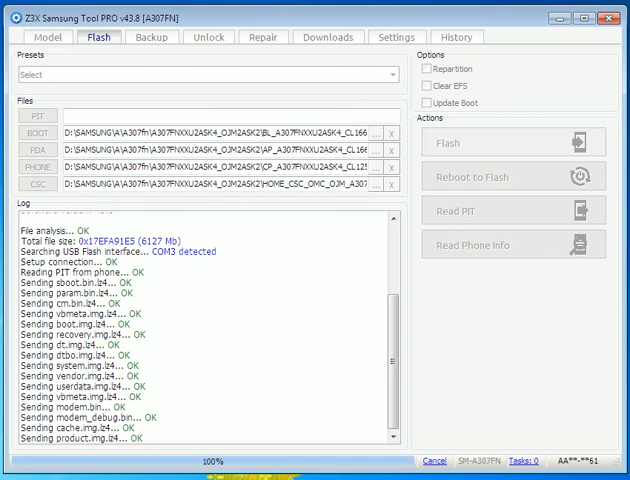 Z3X Samsung Tool PRO v43.8 [A307FN]
Model Flash Backup Unlock Repair Downloads Settings History
Presets
Select
Files
PIT
BOOT D:\SAMSUNG\A\A307fn\A307FNXXU2ASK4_OJM2ASK2\BL_A307FNXXU2ASK4_CL166 ... x
PDA D:\SAMSUNG\A\A307fn\A307FNXXU2ASK4_OJM2ASK2\AP_A307FNXXU2ASK4_CL166 ... x
PHONE D:\SAMSUNG\A\A307fn\A307FNXXU2ASK4_OJM2ASK2\CP_A307FNXXU2ASK4_CL125 ... x
CSC D:\SAMSUNG\A\A307fn\A307FNXXU2ASK4_OJM2ASK2\HOME_CSC_OMC_OJM_A307 ... x
Log
File analysis... OK
Total file size: 0x17EFA91E5 (6127 Mb)
Searching USB Flash interface... COM3 detected
Setup connection... OK
Reading PIT from phone... OK
Sending sboot.bin.lz4... OK
Sending param.bin.lz4... OK
Sending cm.bin.lz4... OK
Sending vbmeta.img.lz4... OK
Sending boot.img.lz4... OK
Sending recovery.img.lz4... OK
Sending dt.img.lz4... OK
Sending dtbo.img.lz4... OK
Sending system.img.lz4... OK
Sending vendor.img.lz4... OK
Sending userdata.img.lz4... OK
Sending vbmeta.img.lz4... OK
Sending modem.bin... OK
Sending modem_debug.bin... OK
Sending cache.img.lz4... OK
Sending product.img.lz4... OK
Options
Repartition
Clear EFS
Update Boot
Actions
Flash
Reboot to Flash
Read PIT
Read Phone Info
100% Cancel SM-A307FN Tasks: 0 AA**-**61